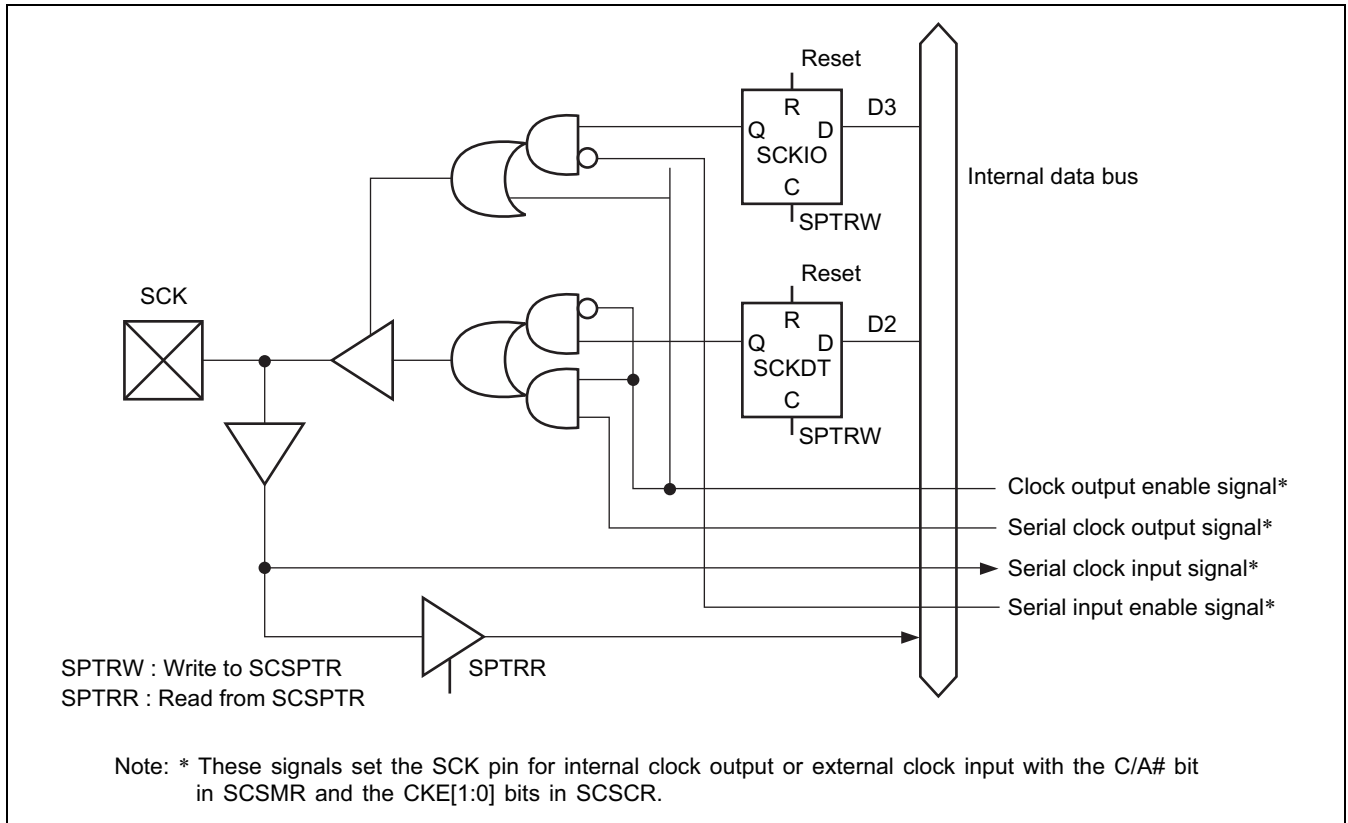 Reset
R
D3
Q
D
SCKIO
C
SPTRW
Internal data bus
Reset
SCK
R
D2
Q
D
SCKDT
C
SPTRW
Clock output enable signal*
Serial clock output signal*
Serial clock input signal*
Serial input enable signal*
SPTRW : Write to SCSPTR
SPTRR
SPTRR : Read from SCSPTR
Note: * These signals set the SCK pin for internal clock output or external clock input with the C/A# bit
in SCSMR and the CKE[1:0] bits in SCSCR.